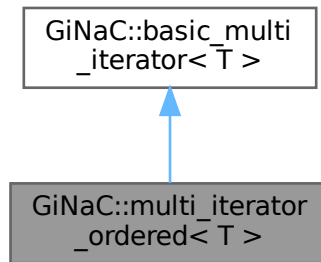 GiNaC::basic_multi
_iterator< T >
GiNaC::multi_iterator
_ordered< T >